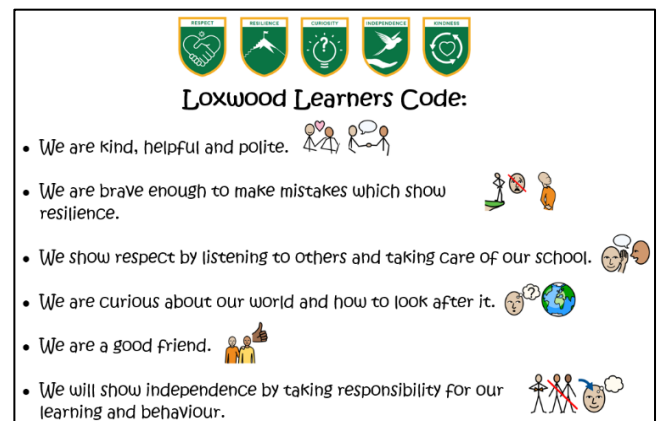 RESPECT RESILIENCE CURIOSITY INDEPENDENCE KINDNESS
Loxwood Learners Code:
• We are kind, helpful and polite.
• We are brave enough to make mistakes which show
resilience.
• We show respect by listening to others and taking care of our school.
• We are curious about our world and how to look after it.
• We are a good friend.
• We will show independence by taking responsibility for our
learning and behaviour.